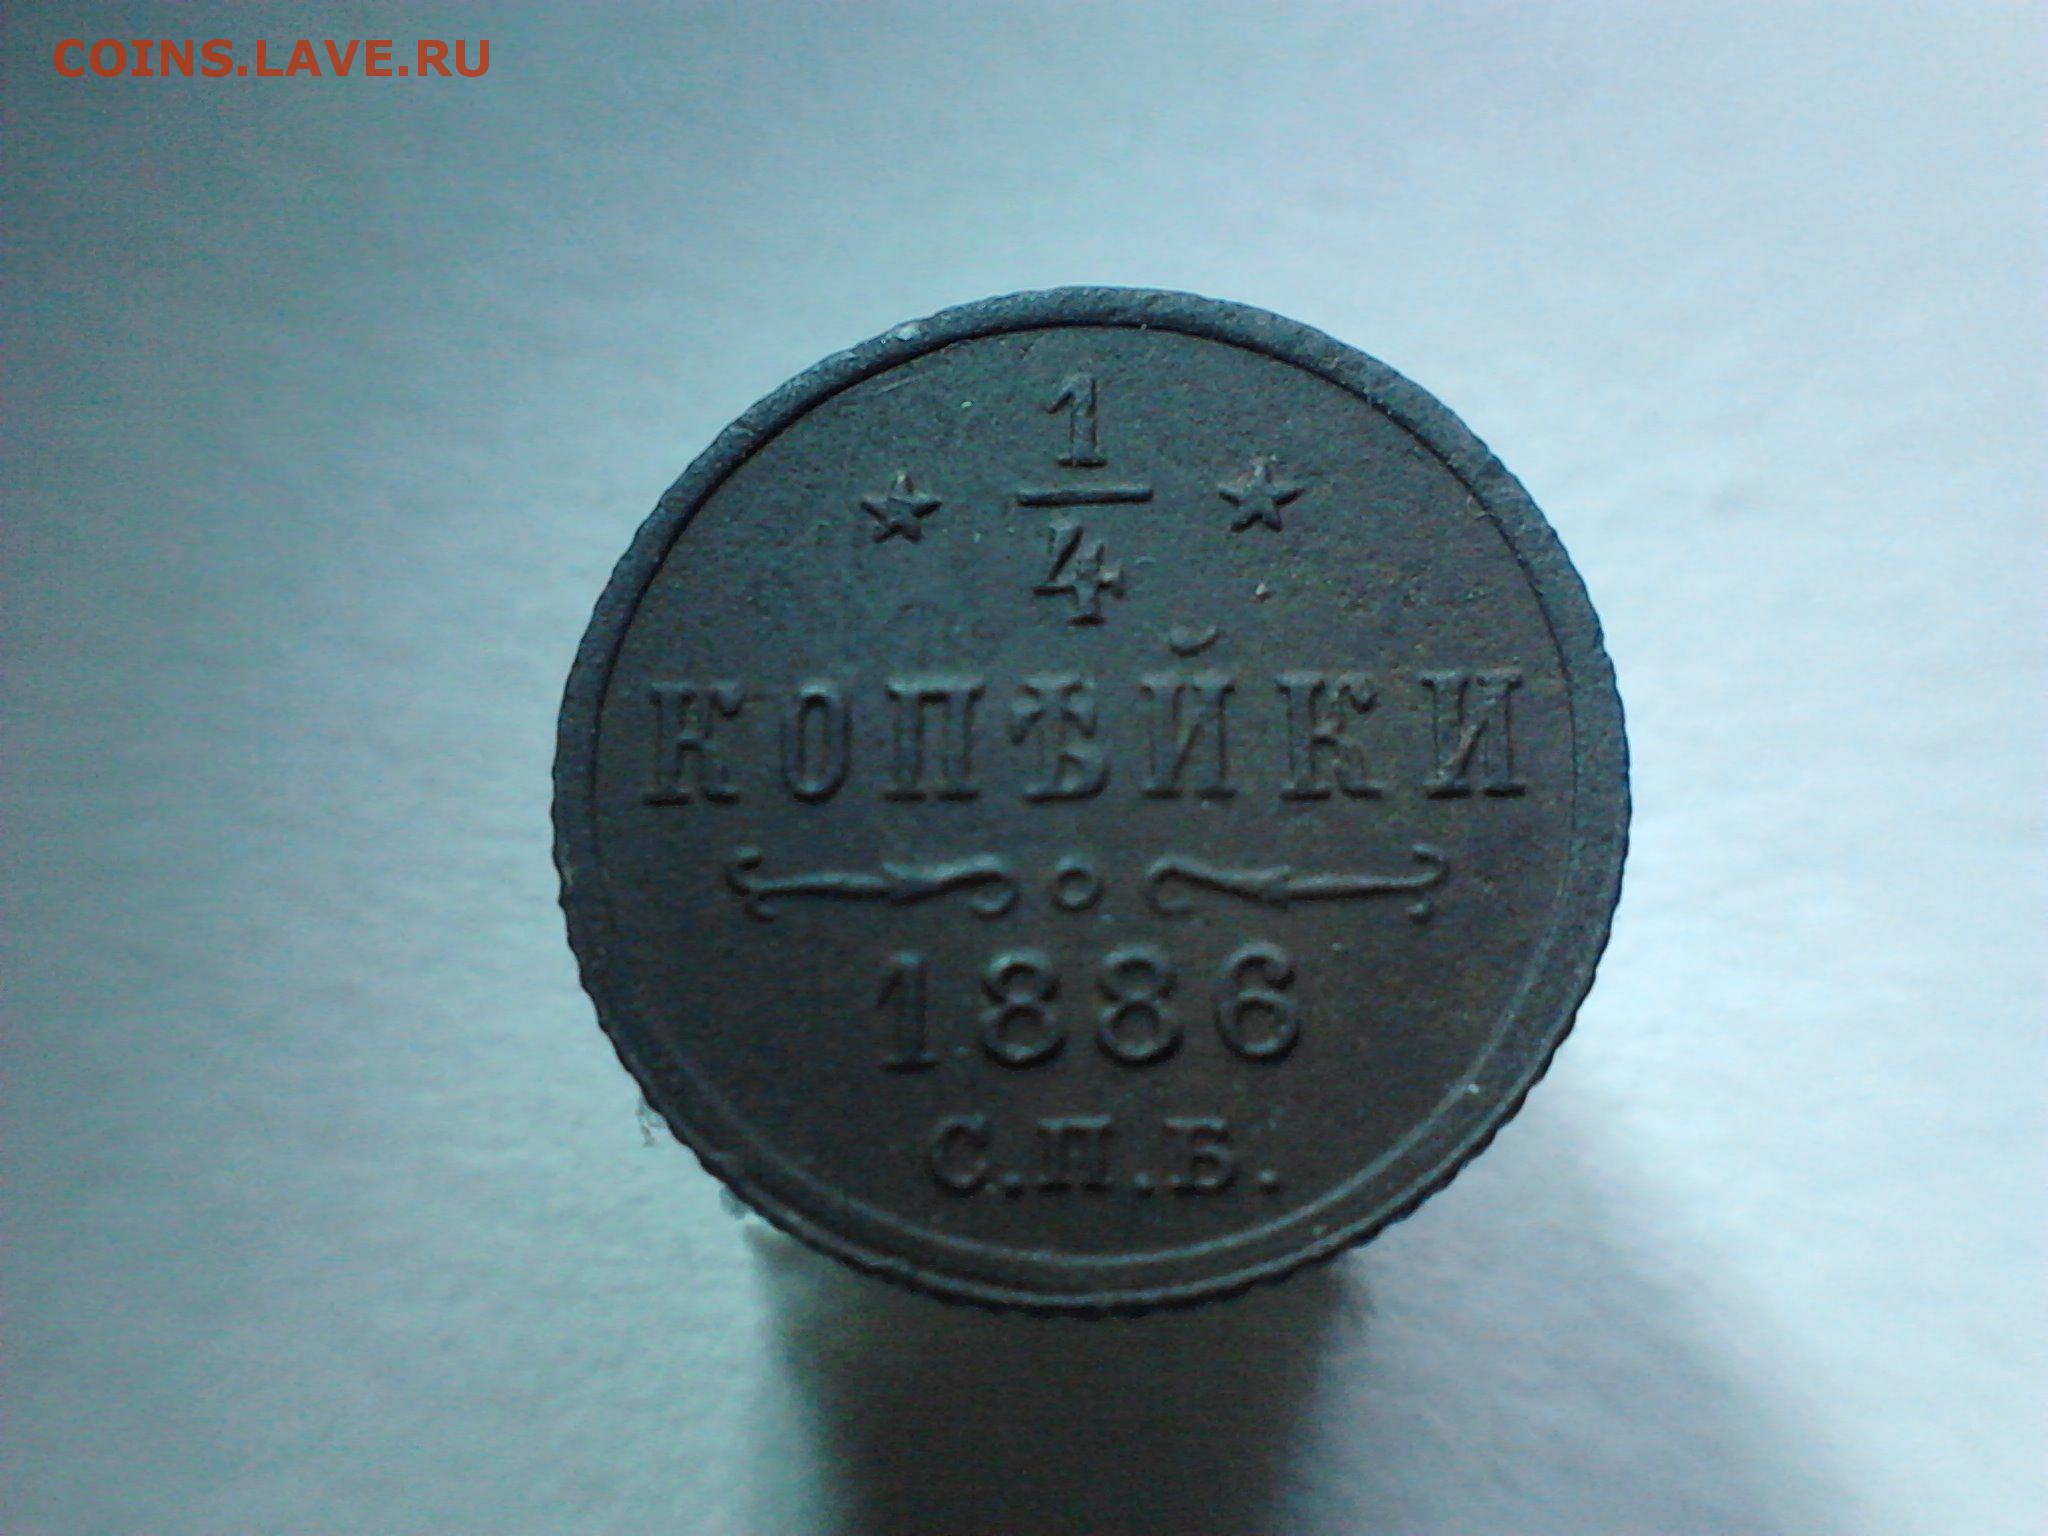 COINS.LAVE.RU
★ 1/4 ★
КОПѢЙКИ
1886
С.П.Б.